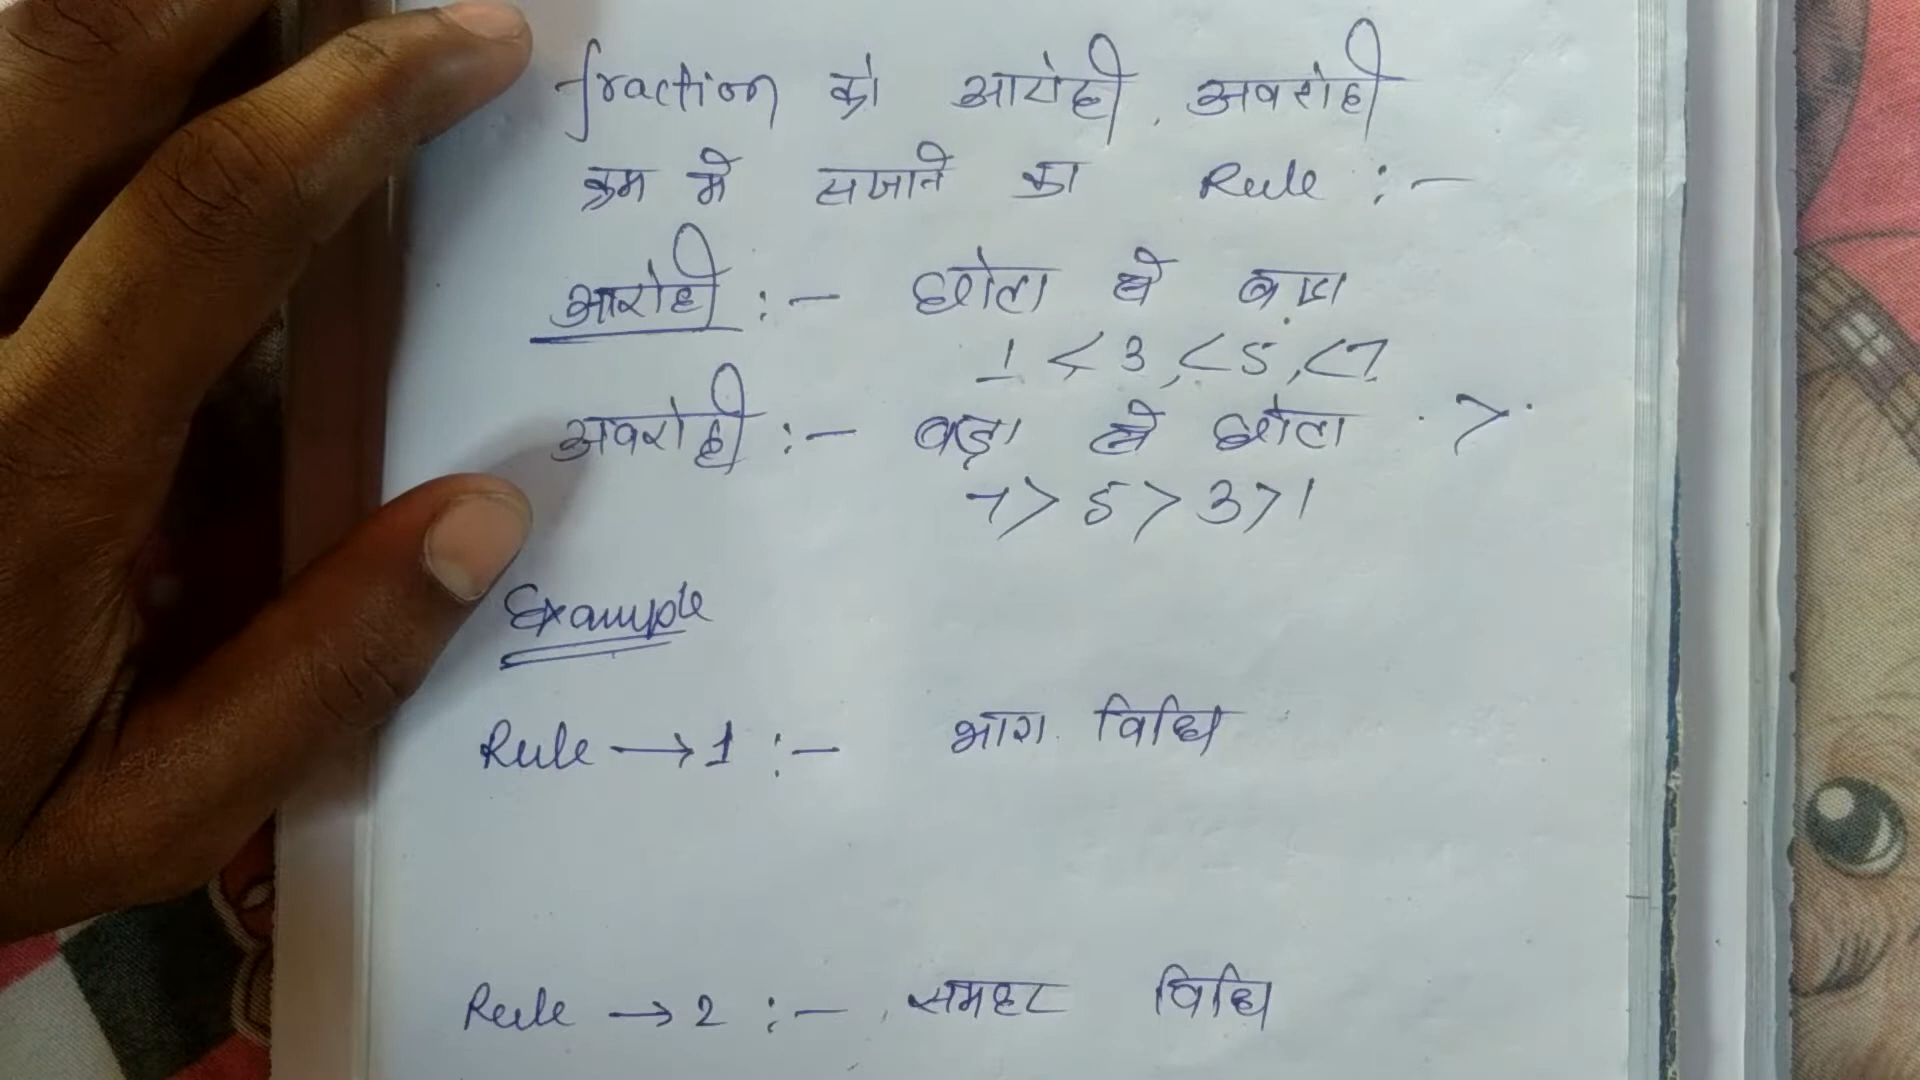 fraction को आरोही, अवरोही
क्रम मे सजाने का Rule :-
आरोही :- छोटा से बड़ा
1 < 3, < 5, < 7
अवरोही :- बड़ा से छोटा >
7 > 5 > 3 > 1
Example
Rule → 1 :- भाग विधि
Rule → 2 :- समहर विधि